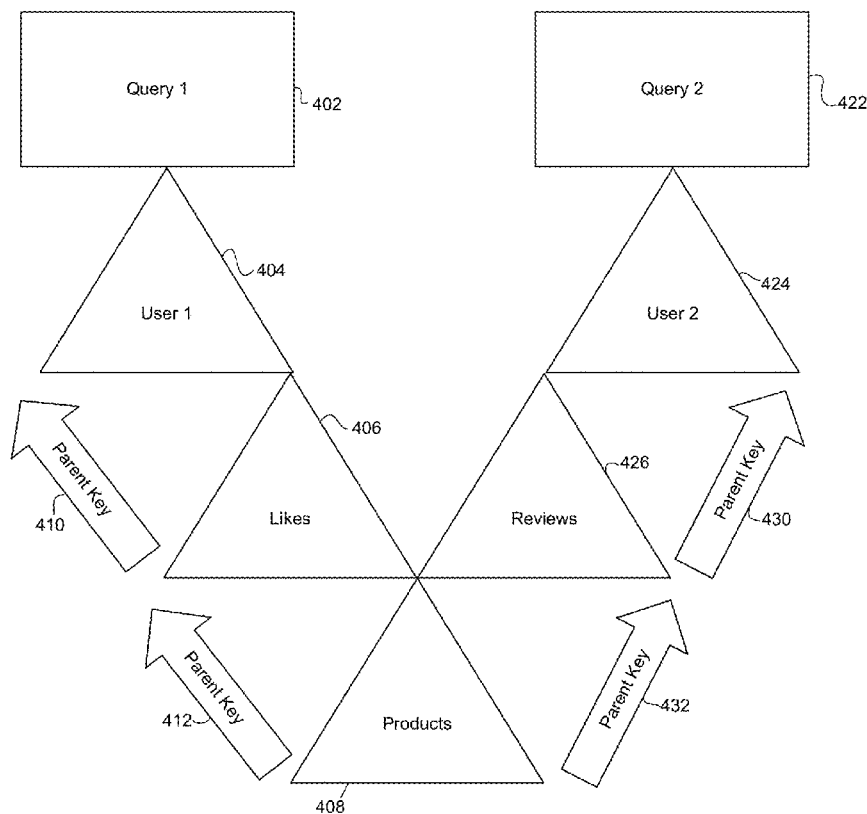 Query 1
Query 2
402
422
404
424
User 1
User 2
406
426
Parent Key
410
Likes
Reviews
Parent Key
430
Parent Key
412
Products
Parent Key
432
408